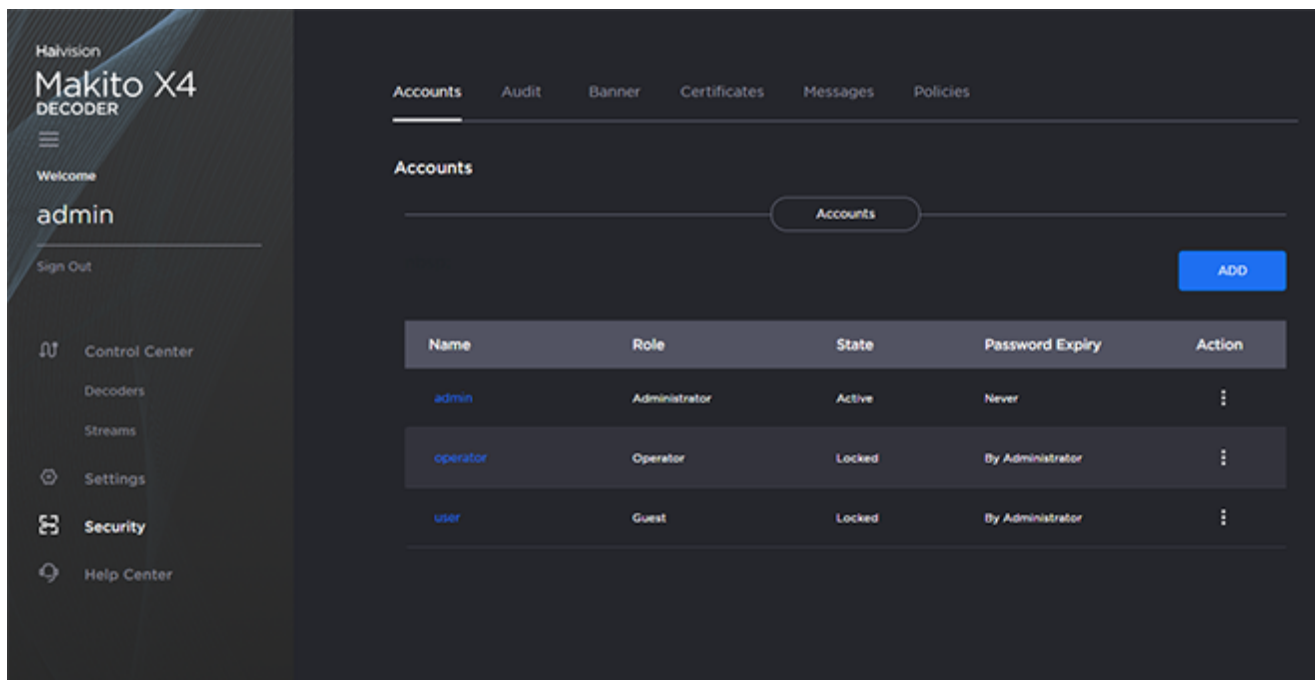 Haivision
Makito X4
DECODER
Welcome
admin
Sign Out
Control Center
Decoders
Streams
Settings
Security
Help Center
Accounts Audit Banner Certificates Messages Policies
Accounts
Accounts
ADD
Name Role State Password Expiry Action
admin Administrator Active Never
operator Operator Locked By Administrator
user Guest Locked By Administrator